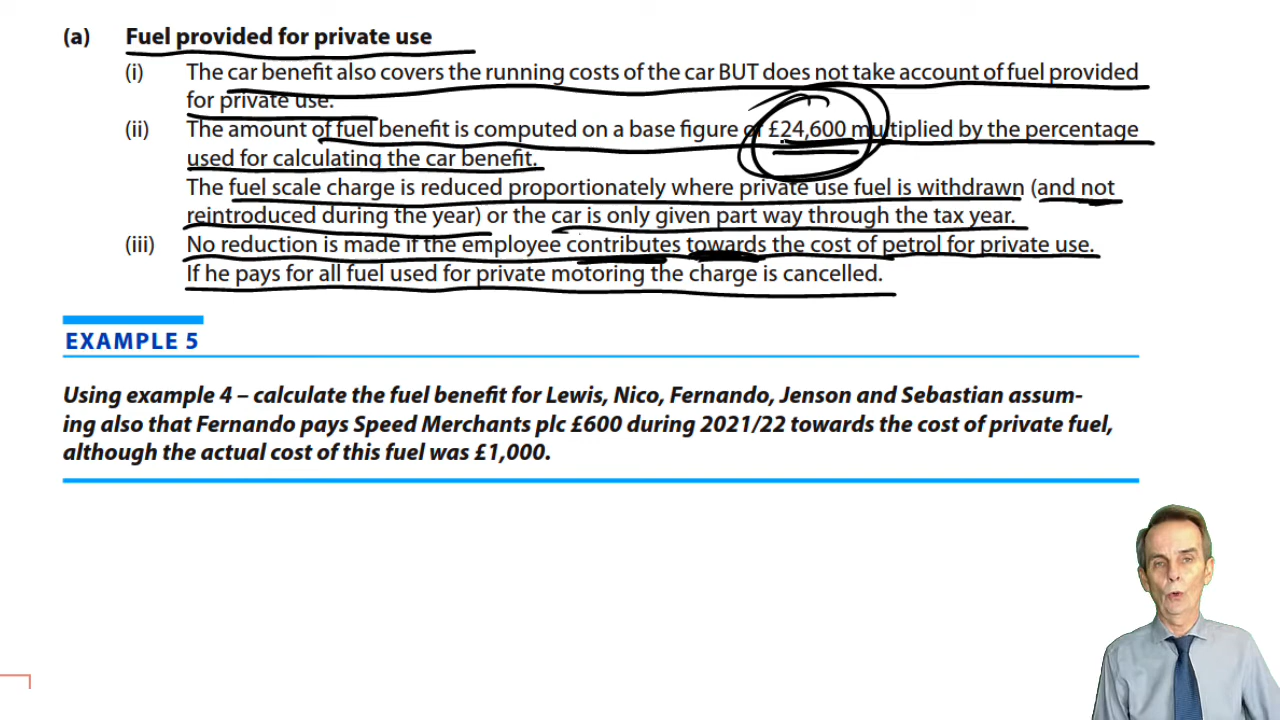 (a) Fuel provided for private use
(i) The car benefit also covers the running costs of the car BUT does not take account of fuel provided
for private use.
(ii) The amount of fuel benefit is computed on a base figure of £24,600 multiplied by the percentage
used for calculating the car benefit.
The fuel scale charge is reduced proportionately where private use fuel is withdrawn (and not
reintroduced during the year) or the car is only given part way through the tax year.
(iii) No reduction is made if the employee contributes towards the cost of petrol for private use.
If he pays for all fuel used for private motoring the charge is cancelled.
EXAMPLE 5
Using example 4 – calculate the fuel benefit for Lewis, Nico, Fernando, Jenson and Sebastian assum-
ing also that Fernando pays Speed Merchants plc £600 during 2021/22 towards the cost of private fuel,
although the actual cost of this fuel was £1,000.